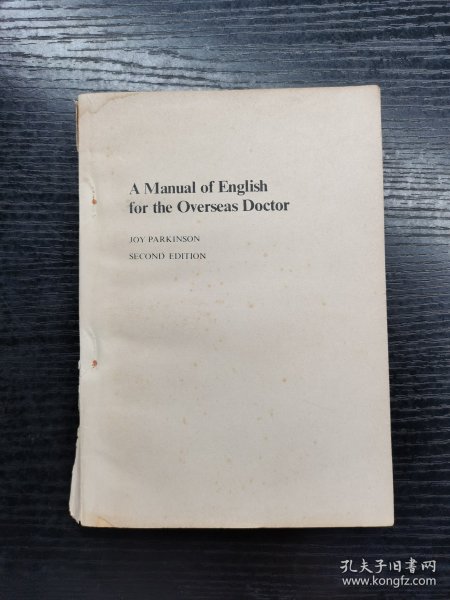 A Manual of English
for the Overseas Doctor
JOY PARKINSON
SECOND EDITION
孔夫子旧书网
www.kongfz.com